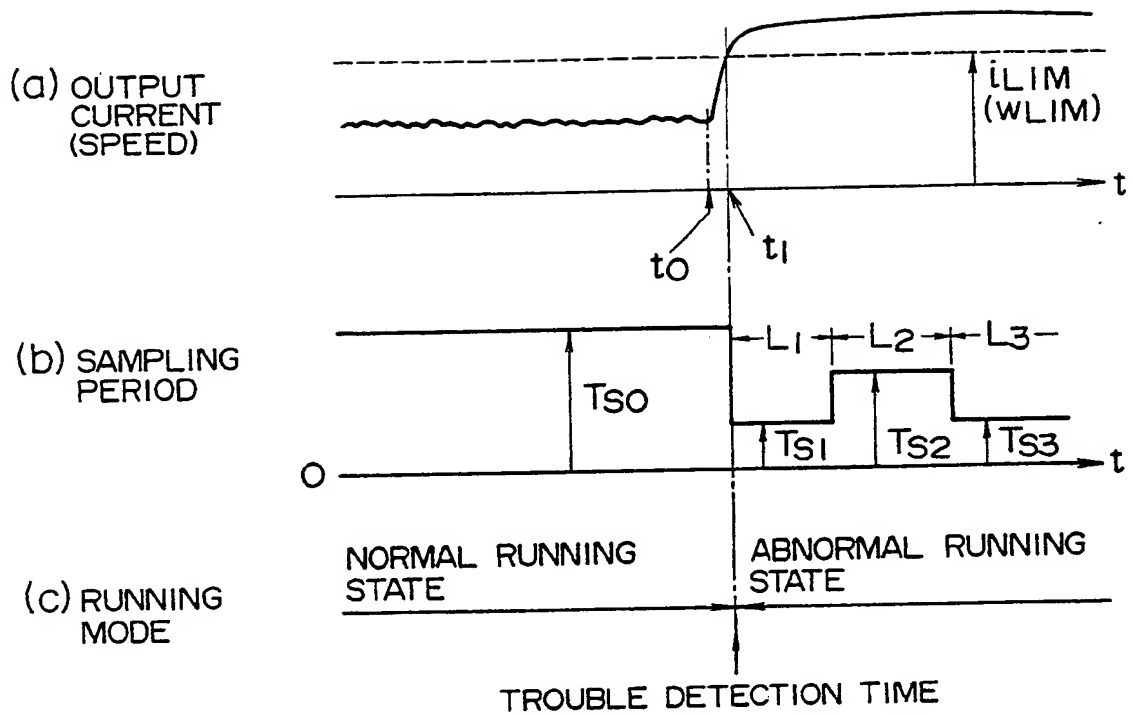 (a) OUTPUT
CURRENT
(SPEED)
iLIM
(WLIM)
t
t0
t1
(b) SAMPLING
PERIOD
L1
L2
L3
TS0
TS1
TS2
TS3
0
t
(c) RUNNING
MODE
NORMAL RUNNING
STATE
ABNORMAL RUNNING
STATE
TROUBLE DETECTION TIME